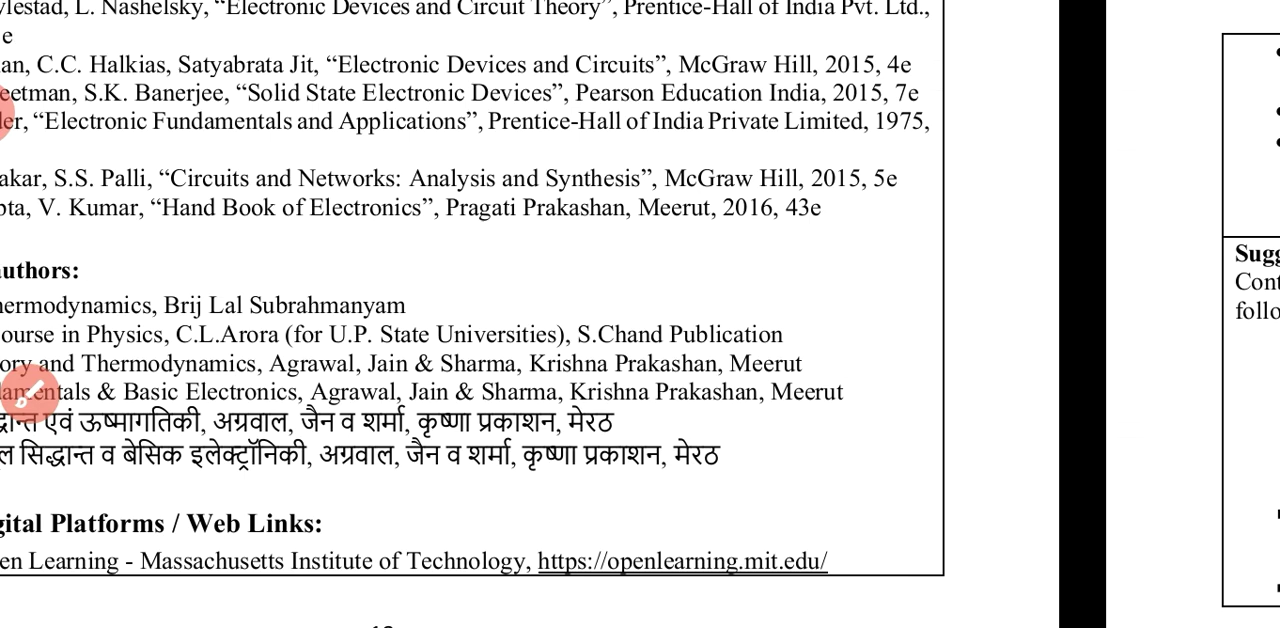 ylestad, L. Nashelsky, “Electronic Devices and Circuit Theory”, Prentice-Hall of India Pvt. Ltd.,
e
an, C.C. Halkias, Satyabrata Jit, “Electronic Devices and Circuits”, McGraw Hill, 2015, 4e
eetman, S.K. Banerjee, “Solid State Electronic Devices”, Pearson Education India, 2015, 7e
ler, “Electronic Fundamentals and Applications”, Prentice-Hall of India Private Limited, 1975,
akar, S.S. Palli, “Circuits and Networks: Analysis and Synthesis”, McGraw Hill, 2015, 5e
pta, V. Kumar, “Hand Book of Electronics”, Pragati Prakashan, Meerut, 2016, 43e
authors:
hermodynamics, Brij Lal Subrahmanyam
ourse in Physics, C.L.Arora (for U.P. State Universities), S.Chand Publication
ory and Thermodynamics, Agrawal, Jain & Sharma, Krishna Prakashan, Meerut
damentals & Basic Electronics, Agrawal, Jain & Sharma, Krishna Prakashan, Meerut
द्धान्त एवं ऊष्मागतिकी, अग्रवाल, जैन व शर्मा, कृष्णा प्रकाशन, मेरठ
ल सिद्धान्त व बेसिक इलेक्ट्रॉनिकी, अग्रवाल, जैन व शर्मा, कृष्णा प्रकाशन, मेरठ
gital Platforms / Web Links:
en Learning - Massachusetts Institute of Technology, https://openlearning.mit.edu/
Sugg
Cont
follo